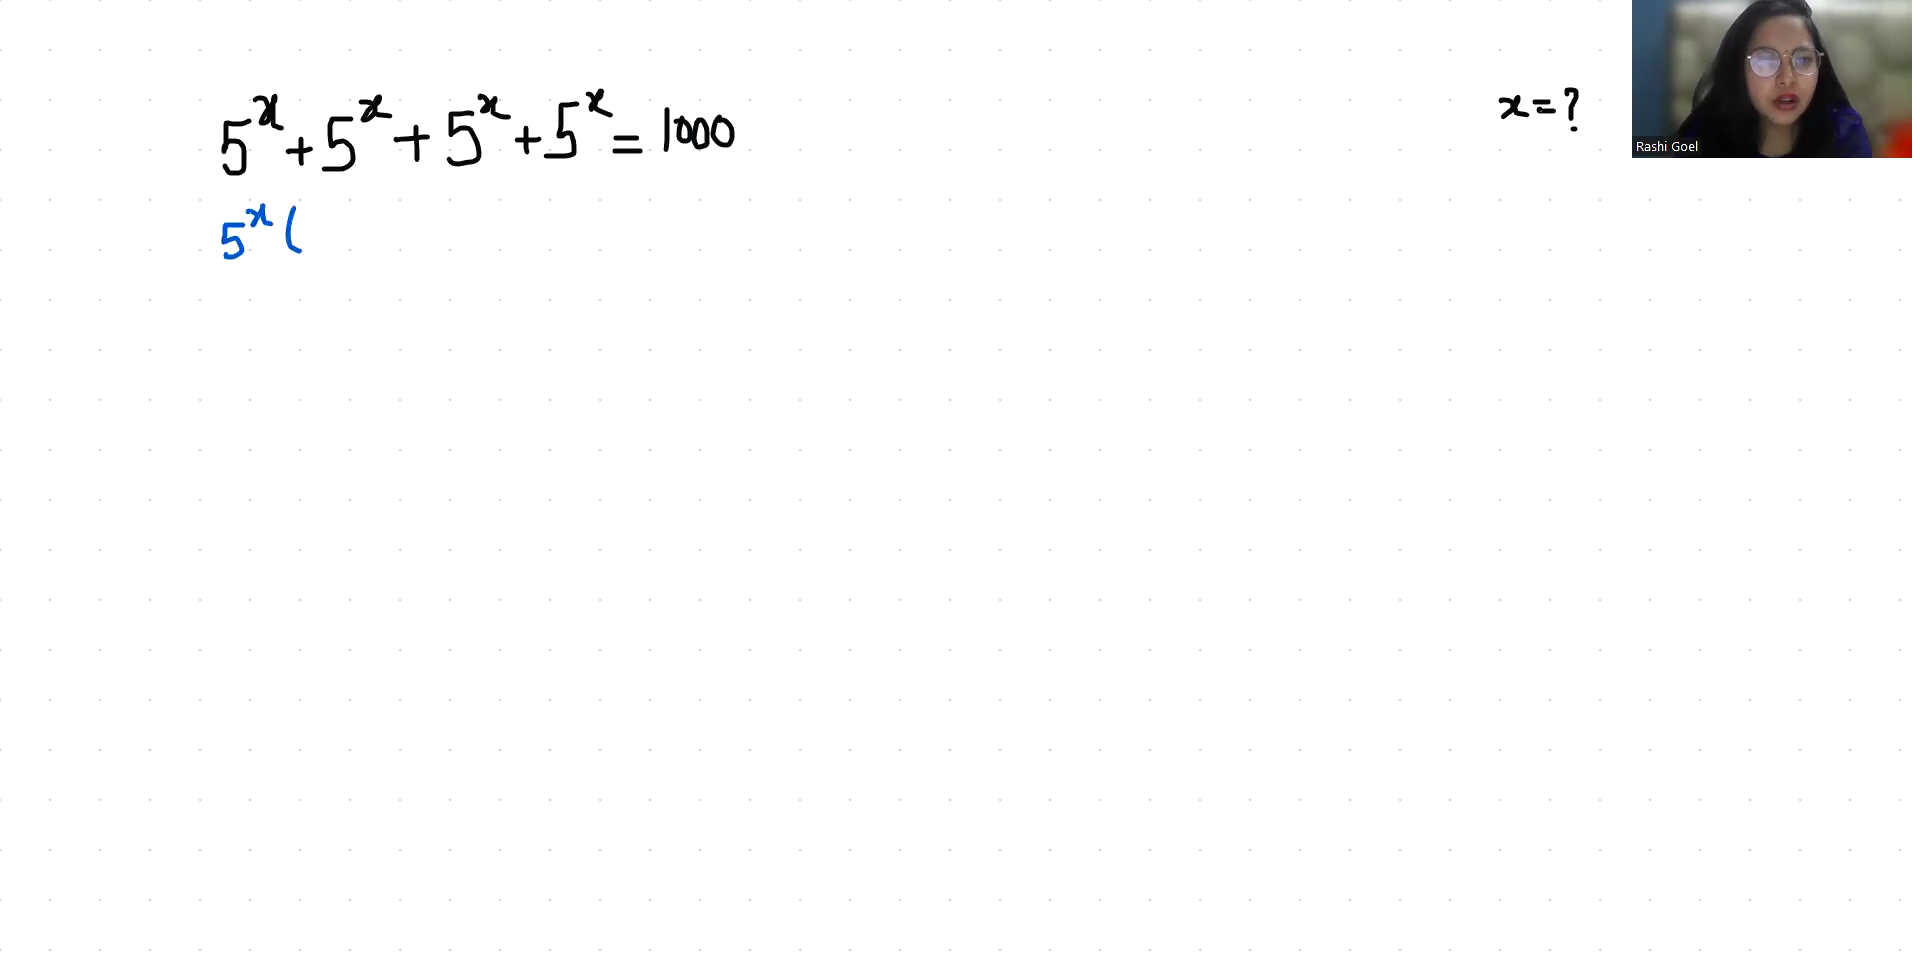 5^x + 5^x + 5^x + 5^x = 1000
x = ?
Rashi Goel
5^x (